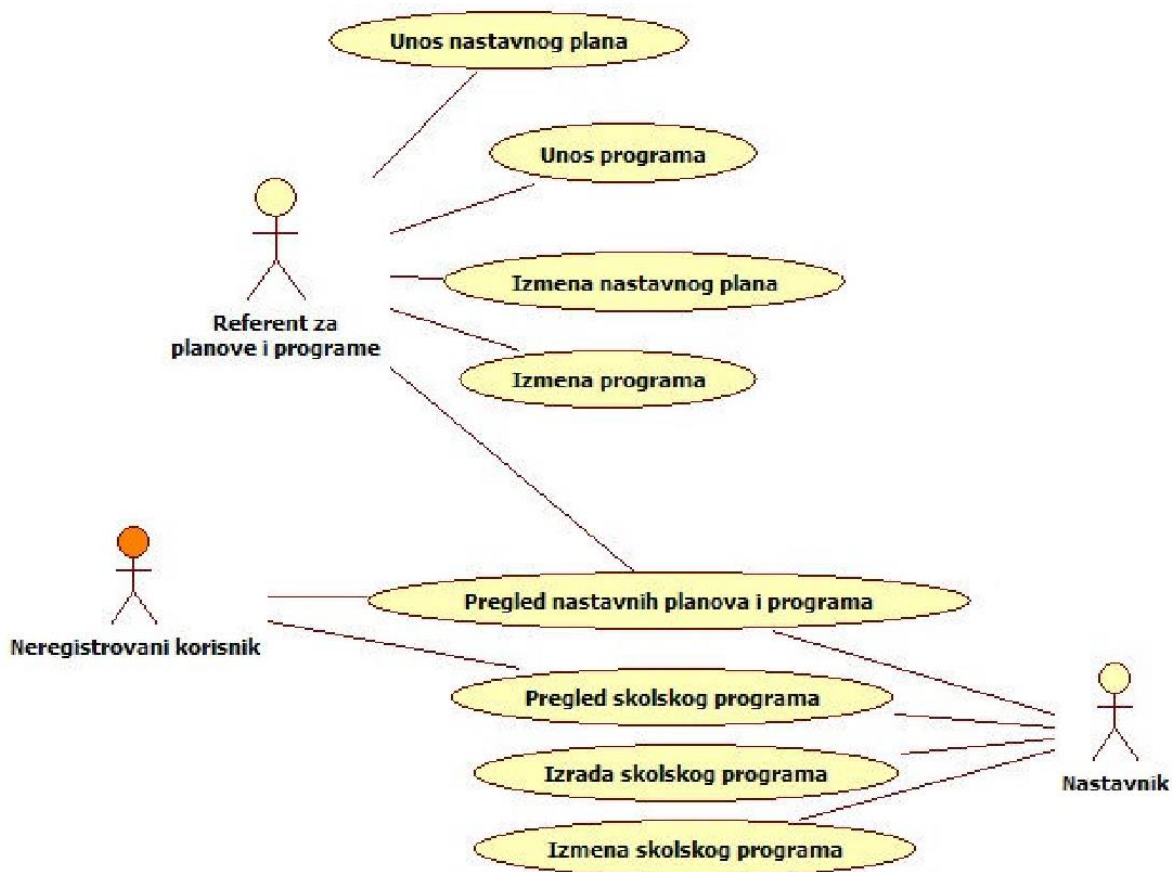 Unos nastavnog plana
Unos programa
Izmena nastavnog plana
Referent za
planove i programe
Izmena programa
Pregled nastavnih planova i programa
Neregistrovani korisnik
Pregled skolskog programa
Izrada skolskog programa
Nastavnik
Izmena skolskog programa